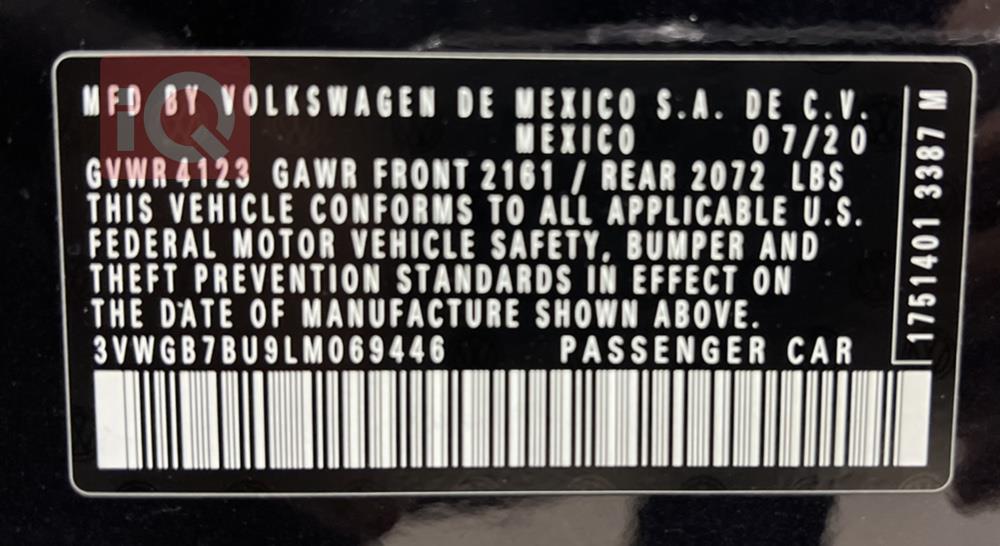 MFD BY VOLKSWAGEN DE MEXICO S.A. DE C.V.
MEXICO 07/20
GVWR 4123 GAWR FRONT 2161 / REAR 2072 LBS
THIS VEHICLE CONFORMS TO ALL APPLICABLE U.S.
FEDERAL MOTOR VEHICLE SAFETY, BUMPER AND
THEFT PREVENTION STANDARDS IN EFFECT ON
THE DATE OF MANUFACTURE SHOWN ABOVE.
3VWGB7BU9LM069446 PASSENGER CAR
1751401 3387 M
iQ